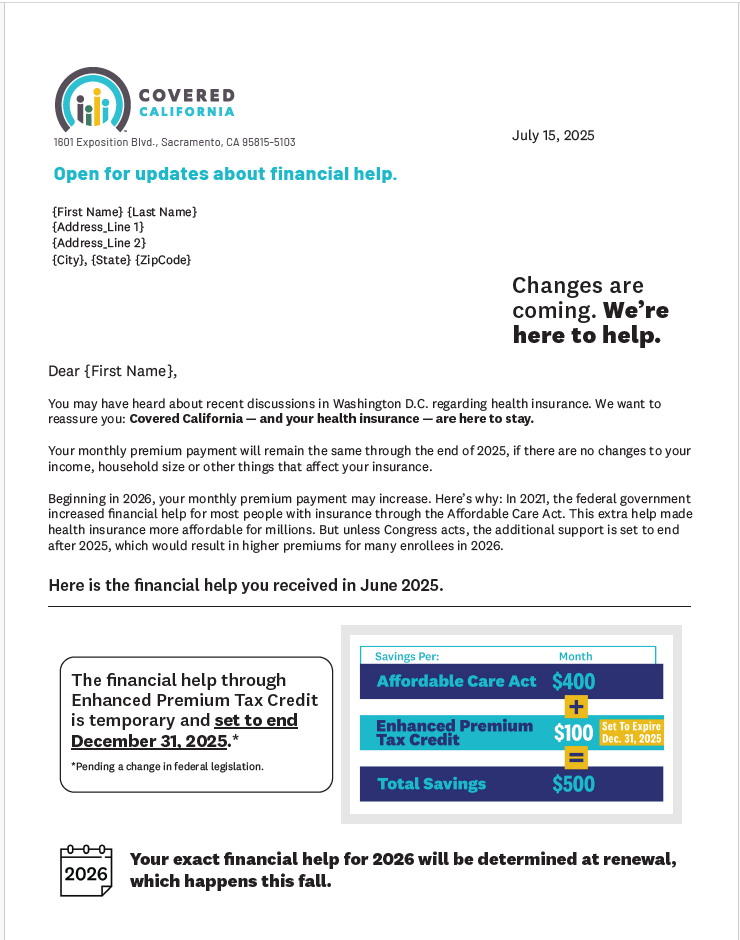 COVERED
CALIFORNIA
1601 Exposition Blvd., Sacramento, CA 95815-5103
July 15, 2025
Open for updates about financial help.
{First Name} {Last Name}
{Address_Line 1}
{Address_Line 2}
{City}, {State} {ZipCode}
Changes are
coming. We’re
here to help.
Dear {First Name},
You may have heard about recent discussions in Washington D.C. regarding health insurance. We want to
reassure you: Covered California — and your health insurance — are here to stay.
Your monthly premium payment will remain the same through the end of 2025, if there are no changes to your
income, household size or other things that affect your insurance.
Beginning in 2026, your monthly premium payment may increase. Here’s why: In 2021, the federal government
increased financial help for most people with insurance through the Affordable Care Act. This extra help made
health insurance more affordable for millions. But unless Congress acts, the additional support is set to end
after 2025, which would result in higher premiums for many enrollees in 2026.
Here is the financial help you received in June 2025.
The financial help through
Enhanced Premium Tax Credit
is temporary and set to end
December 31, 2025.*
*Pending a change in federal legislation.
Savings Per: Month
Affordable Care Act $400
+
Enhanced Premium
Tax Credit $100 Set To Expire
Dec. 31, 2025
=
Total Savings $500
2026
Your exact financial help for 2026 will be determined at renewal,
which happens this fall.